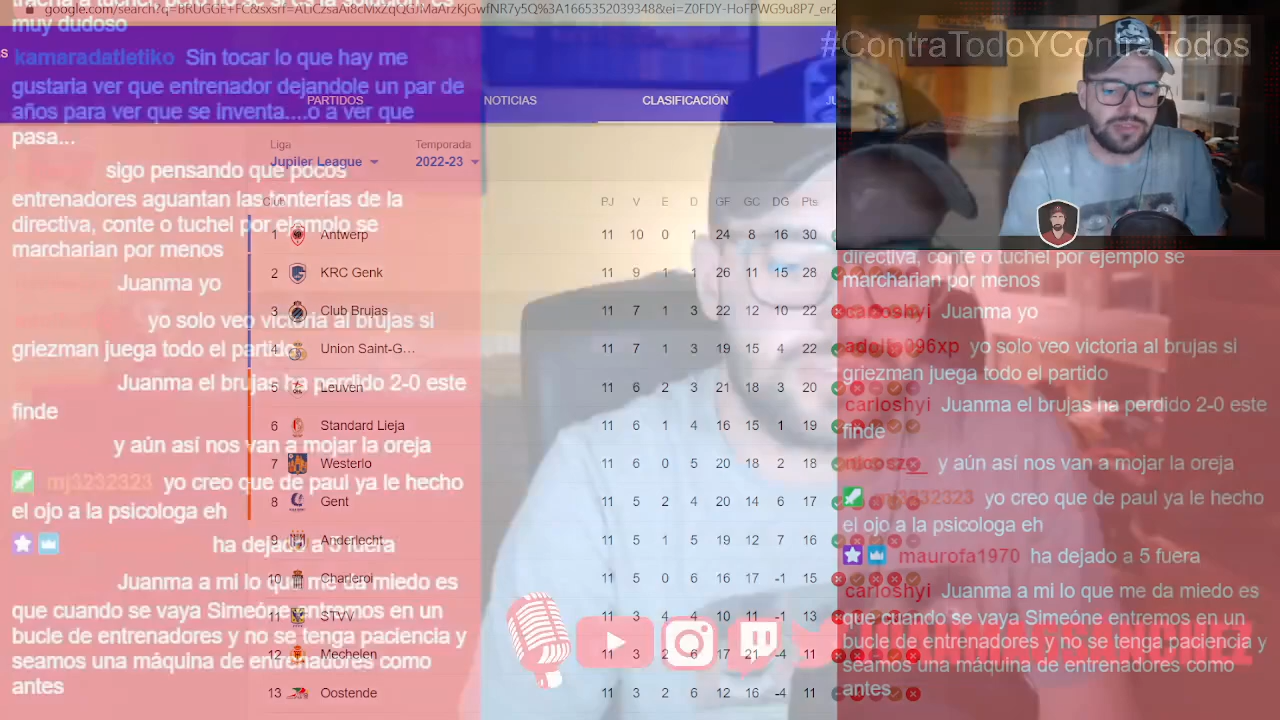 google.com/search?q=BRUGGE+FC&sxsrf=
#ContraTodoYContraTodos
muy dudoso
kamaradatletiko Sin tocar lo que hay me
gustaria ver que entrenador dejandole un par de
años para ver que se inventa....o a ver que
pasa...
PARTIDOS
NOTICIAS
CLASIFICACIÓN
sigo pensando que pocos
entrenadores aguantan las tonterías de la
directiva, conte o tuchel por ejemplo se
marcharian por menos
Juanma yo
yo solo veo victoria al brujas si
griezman juega todo el partido
Juanma el brujas ha perdido 2-0 este
finde
y aún así nos van a mojar la oreja
mj3232323 yo creo que de paul ya le hecho
el ojo a la psicologa eh
ha dejado a 5 fuera
Juanma a mi lo que me da miedo es
que cuando se vaya Simeóne entremos en un
bucle de entrenadores y no se tenga paciencia y
seamos una máquina de entrenadores como
antes
Liga
Temporada
Jupiler League
2022-23
Club PJ V E D GF GC DG Pts
1 Antwerp 11 10 0 1 24 8 16 30
2 KRC Genk 11 9 1 1 26 11 15 28
3 Club Brujas 11 7 1 3 22 12 10 22
4 Union Saint-G... 11 7 1 3 19 15 4 22
5 Leuven 11 6 2 3 21 18 3 20
6 Standard Lieja 11 6 1 4 16 15 1 19
7 Westerlo 11 6 0 5 20 18 2 18
8 Gent 11 5 2 4 20 14 6 17
9 Anderlecht 11 5 1 5 19 12 7 16
10 Charleroi 11 5 0 6 16 17 -1 15
11 STVV 11 3 4 4 10 11 -1 13
12 Mechelen 11 3 2 6 17 21 -4 11
13 Oostende 11 3 2 6 12 16 -4 11
directiva, conte o tuchel por ejemplo se
marcharian por menos
carloshyi Juanma yo
yo solo veo victoria al brujas si
griezman juega todo el partido
carloshyi Juanma el brujas ha perdido 2-0 este
finde
y aún así nos van a mojar la oreja
mj3232323 yo creo que de paul ya le hecho
el ojo a la psicologa eh
maurofa1970 ha dejado a 5 fuera
carloshyi Juanma a mi lo que me da miedo es
que cuando se vaya Simeóne entremos en un
bucle de entrenadores y no se tenga paciencia y
seamos una máquina de entrenadores como
antes